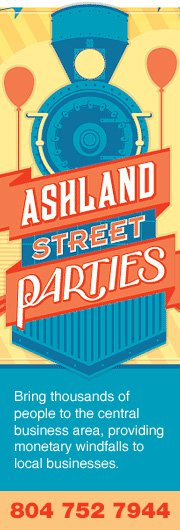 ASHLAND
STREET
PARTIES
Bring thousands of
people to the central
business area, providing
monetary windfalls to
local businesses.
804 752 7944